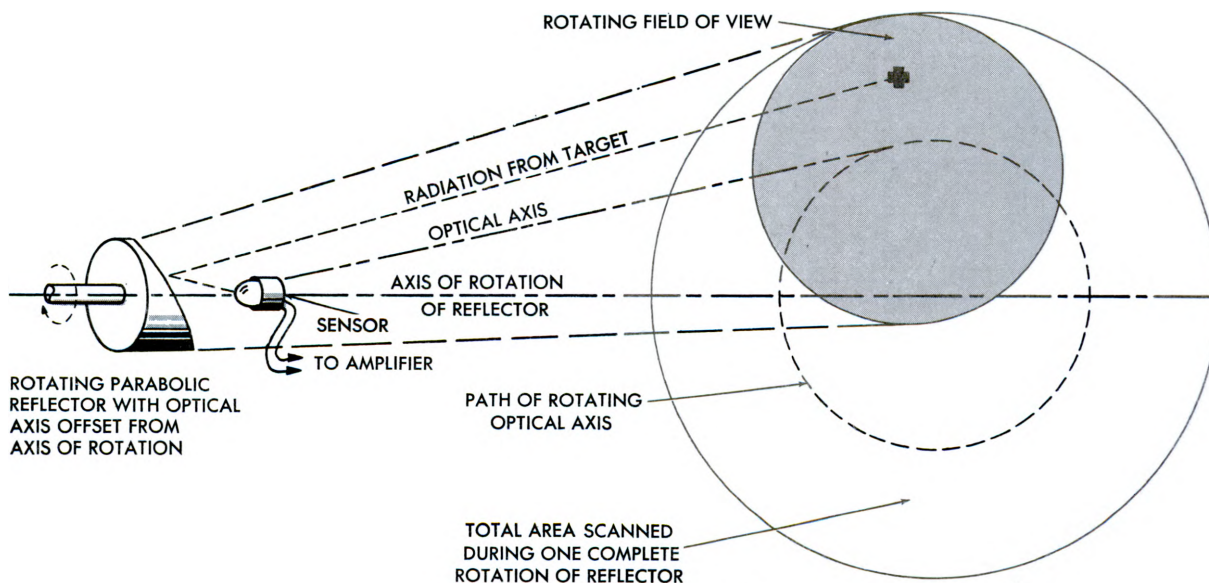 ROTATING FIELD OF VIEW
RADIATION FROM TARGET
OPTICAL AXIS
AXIS OF ROTATION
OF REFLECTOR
SENSOR
TO AMPLIFIER
ROTATING PARABOLIC
REFLECTOR WITH OPTICAL
AXIS OFFSET FROM
AXIS OF ROTATION
PATH OF ROTATING
OPTICAL AXIS
TOTAL AREA SCANNED
DURING ONE COMPLETE
ROTATION OF REFLECTOR